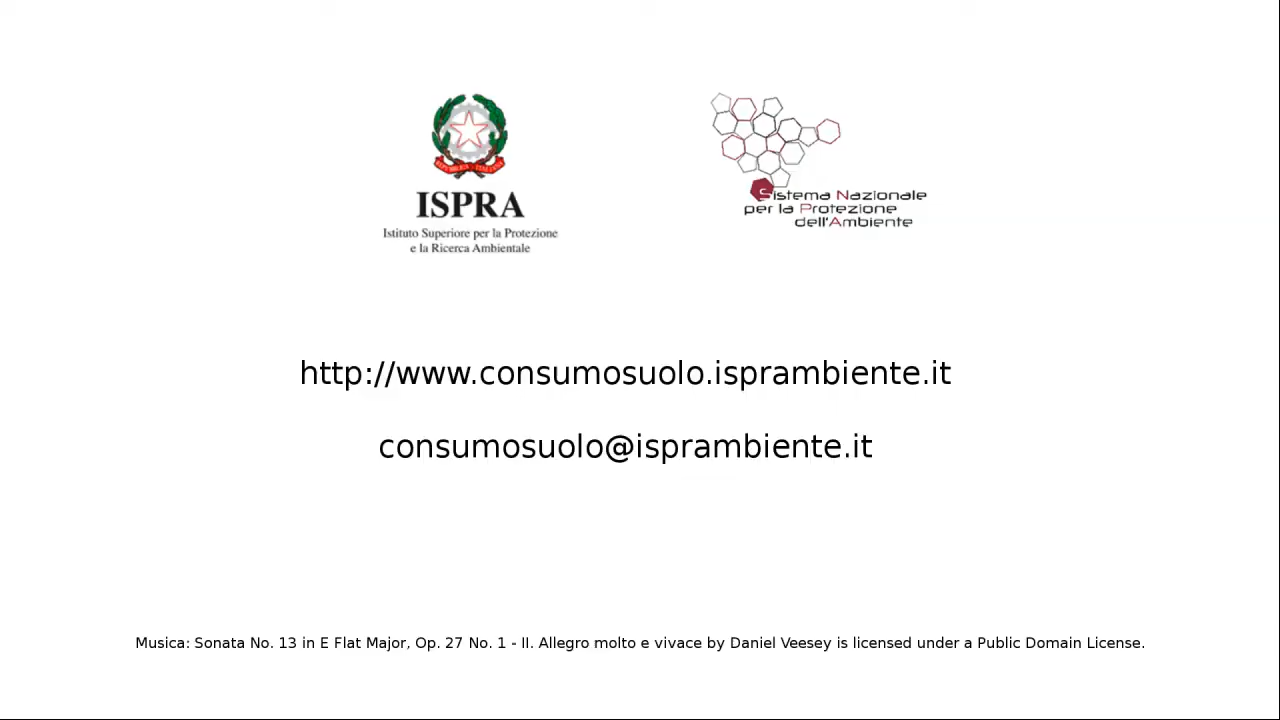 ISPRA
Istituto Superiore per la Protezione
e la Ricerca Ambientale
Sistema Nazionale
per la Protezione
dell'Ambiente
http://www.consumosuolo.isprambiente.it
consumosuolo@isprambiente.it
Musica: Sonata No. 13 in E Flat Major, Op. 27 No. 1 - II. Allegro molto e vivace by Daniel Veesey is licensed under a Public Domain License.